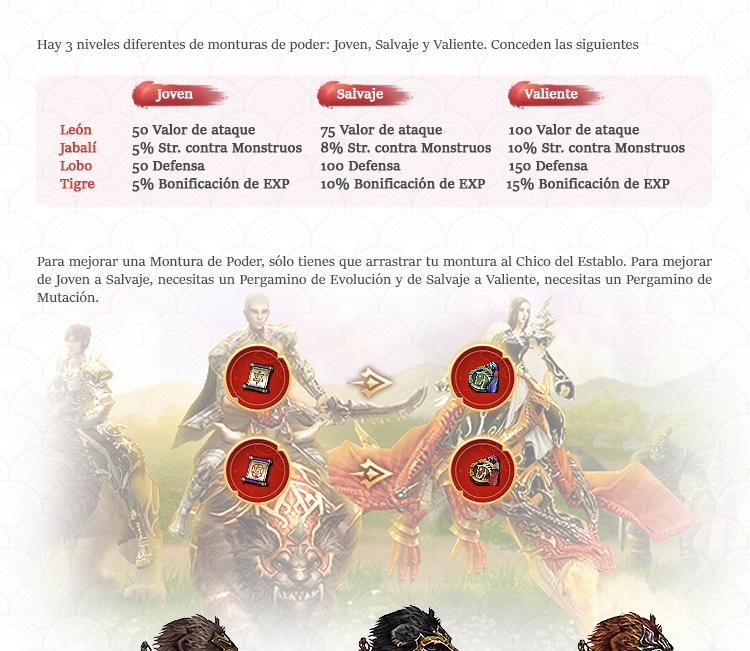 Hay 3 niveles diferentes de monturas de poder: Joven, Salvaje y Valiente. Conceden las siguientes
Joven Salvaje Valiente
León 50 Valor de ataque 75 Valor de ataque 100 Valor de ataque
Jabalí 5% Str. contra Monstruos 8% Str. contra Monstruos 10% Str. contra Monstruos
Lobo 50 Defensa 100 Defensa 150 Defensa
Tigre 5% Bonificación de EXP 10% Bonificación de EXP 15% Bonificación de EXP
Para mejorar una Montura de Poder, sólo tienes que arrastrar tu montura al Chico del Establo. Para mejorar
de Joven a Salvaje, necesitas un Pergamino de Evolución y de Salvaje a Valiente, necesitas un Pergamino de
Mutación.